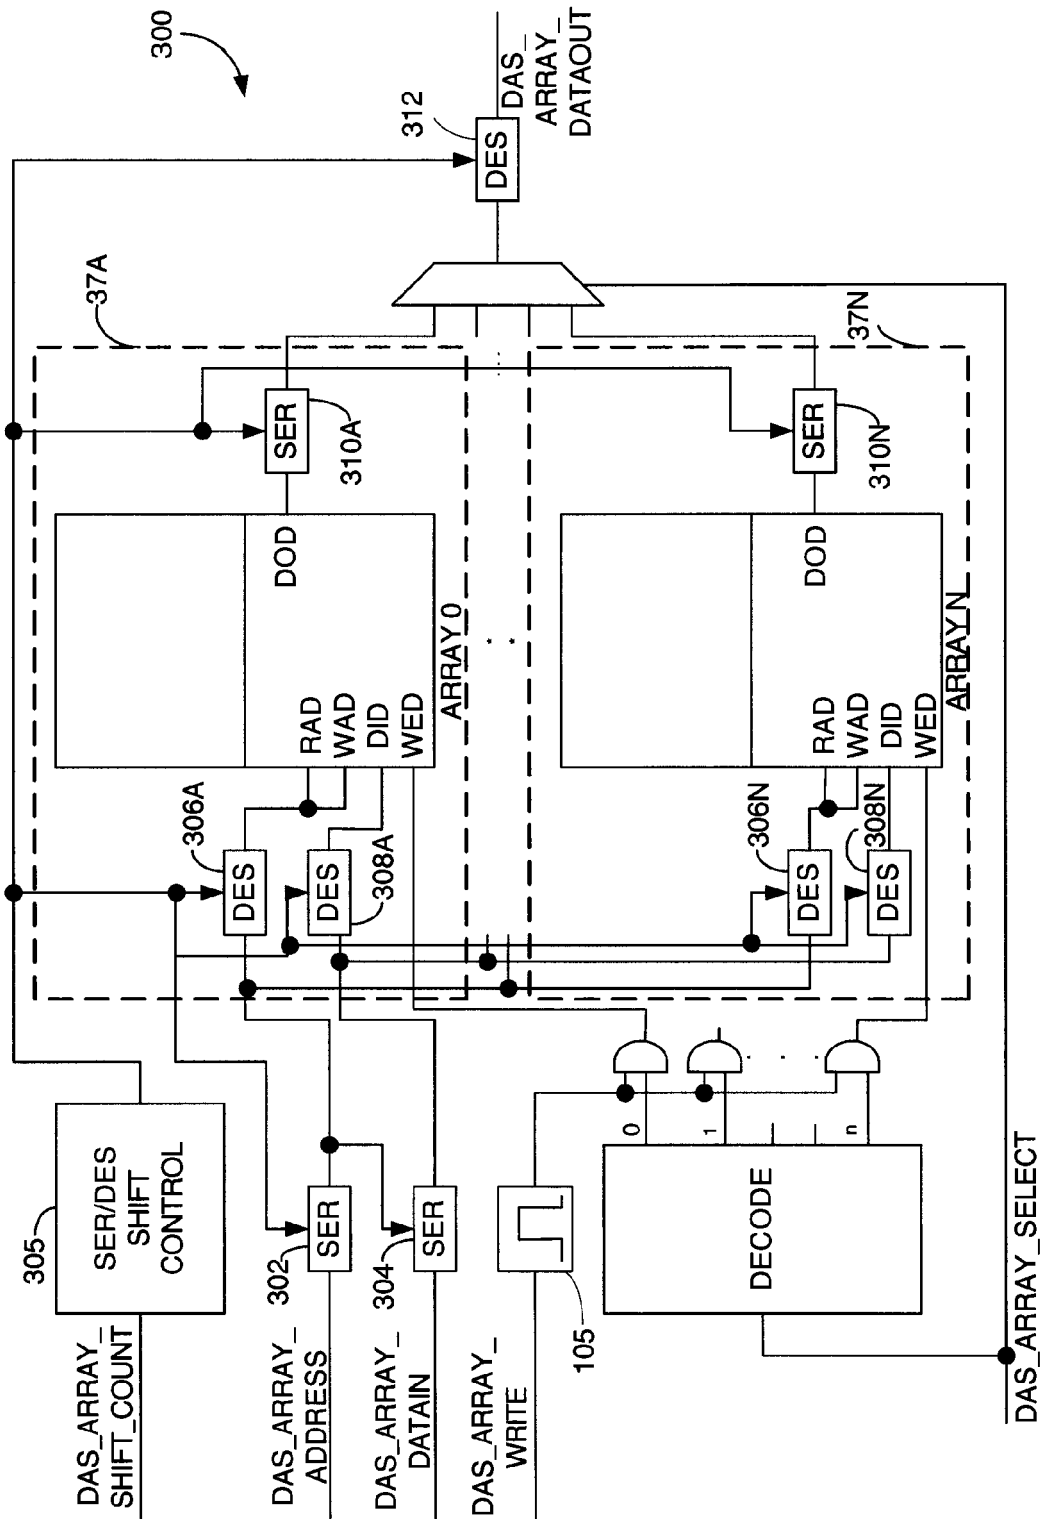 300
DAS_ARRAY_
SHIFT_COUNT
305
SER/DES
SHIFT
CONTROL
DAS_ARRAY_
ADDRESS
302
SER
DAS_ARRAY_
DATAIN
304
SER
DAS_ARRAY_
WRITE
105
DECODE
0
1
n
DAS_ARRAY_SELECT
37A
306A
DES
DES
308A
RAD
WAD
DID
WED
DOD
ARRAY 0
SER
310A
37N
306N
DES
308N
DES
RAD
WAD
DID
WED
DOD
ARRAY N
SER
310N
312
DES
DAS_
ARRAY_
DATAOUT